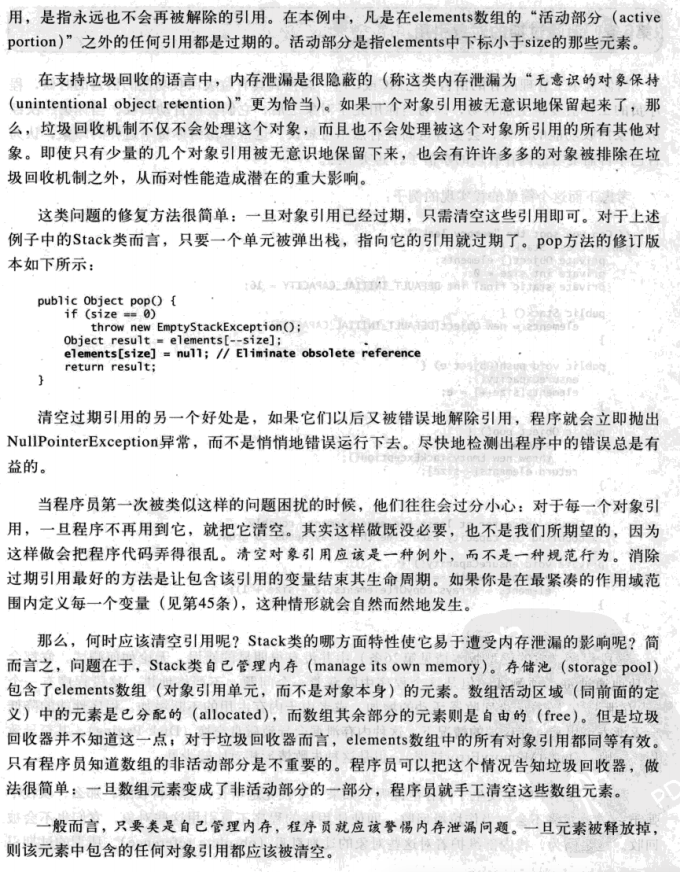 用，是指永远也不会再被解除的引用。在本例中，凡是在elements数组的“活动部分（active
portion）”之外的任何引用都是过期的。活动部分是指elements中下标小于size的那些元素。
在支持垃圾回收的语言中，内存泄漏是很隐蔽的（称这类内存泄漏为“无意识的对象保持
（unintentional object retention）”更为恰当）。如果一个对象引用被无意识地保留起来了，那
么，垃圾回收机制不仅不会处理这个对象，而且也不会处理被这个对象所引用的所有其他对
象。即使只有少量的几个对象引用被无意识地保留下来，也会有许许多多的对象被排除在垃
圾回收机制之外，从而对性能造成潜在的重大影响。
这类问题的修复方法很简单：一旦对象引用已经过期，只需清空这些引用即可。对于上述
例子中的Stack类而言，只要一个单元被弹出栈，指向它的引用就过期了。pop方法的修订版
本如下所示：
public Object pop() {
if (size == 0)
throw new EmptyStackException();
Object result = elements[--size];
elements[size] = null; // Eliminate obsolete reference
return result;
}
清空过期引用的另一个好处是，如果它们以后又被错误地解除引用，程序就会立即抛出
NullPointerException异常，而不是悄悄地错误运行下去。尽快地检测出程序中的错误总是有
益的。
当程序员第一次被类似这样的问题困扰的时候，他们往往会过分小心：对于每一个对象引
用，一旦程序不再用到它，就把它清空。其实这样做既没必要，也不是我们所期望的，因为
这样做会把程序代码弄得很乱。清空对象引用应该是一种例外，而不是一种规范行为。消除
过期引用最好的方法是让包含该引用的变量结束其生命周期。如果你是在最紧凑的作用域范
围内定义每一个变量（见第45条），这种情形就会自然而然地发生。
那么，何时应该清空引用呢？Stack类的哪方面特性使它易于遭受内存泄漏的影响呢？简
而言之，问题在于，Stack类自己管理内存（manage its own memory）。存储池（storage pool）
包含了elements数组（对象引用单元，而不是对象本身）的元素。数组活动区域（同前面的定
义）中的元素是已分配的（allocated），而数组其余部分的元素则是自由的（free）。但是垃圾
回收器并不知道这一点；对于垃圾回收器而言，elements数组中的所有对象引用都同等有效。
只有程序员知道数组的非活动部分是不重要的。程序员可以把这个情况告知垃圾回收器，做
法很简单：一旦数组元素变成了非活动部分的一部分，程序员就手工清空这些数组元素。
一般而言，只要类是自己管理内存，程序员就应该警惕内存泄漏问题。一旦元素被释放掉，
则该元素中包含的任何对象引用都应该被清空。